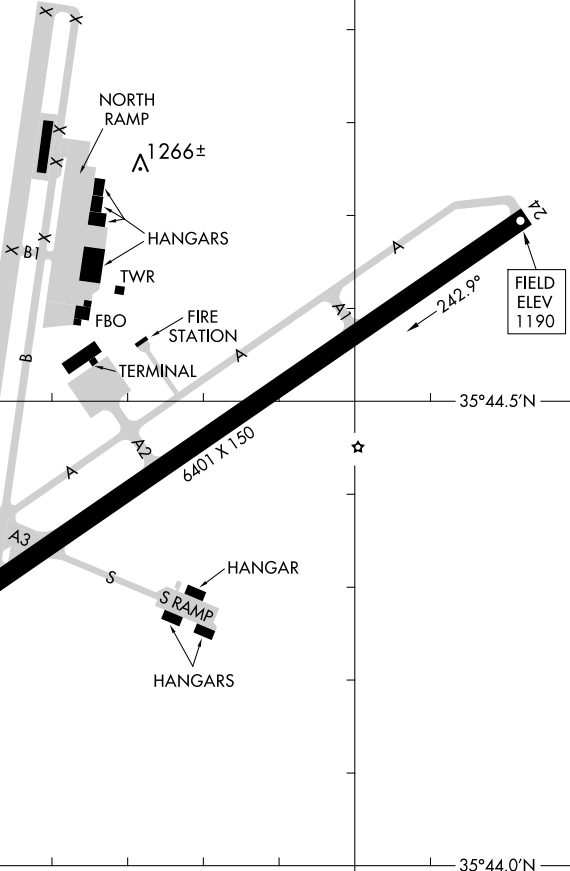 X X
NORTH
RAMP
X
1266±
X
24
X
HANGARS
A
X
B1
TWR
242.9°
FIELD
ELEV
1190
A1
FBO
FIRE
STATION
B
A
TERMINAL
35°44.5'N
A2
6401 X 150
A
A3
S
HANGAR
S RAMP
HANGARS
35°44.0'N